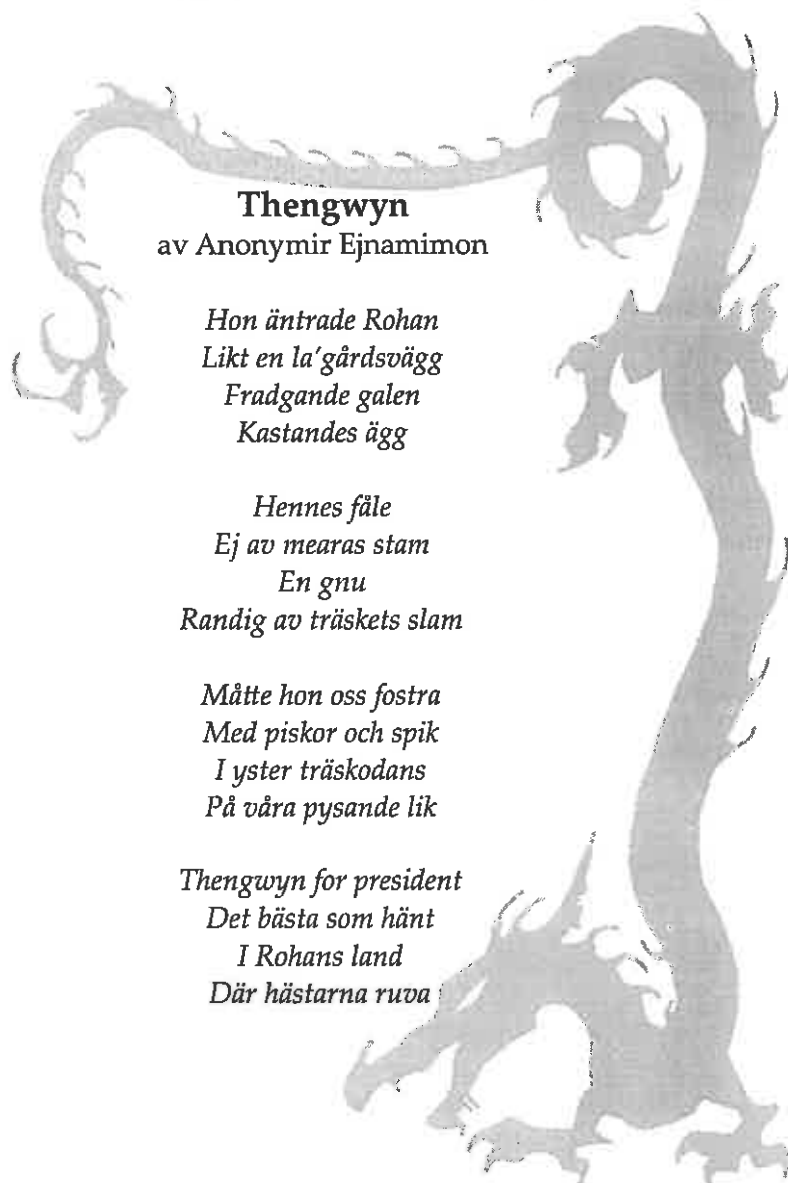 Thengwyn
av Anonymir Ejnamimon
Hon äntrade Rohan
Likt en la'gårdsvägg
Fradgande galen
Kastandes ägg
Hennes fåle
Ej av mearas stam
En gnu
Randig av träskets slam
Måtte hon oss fostra
Med piskor och spik
I yster träskodans
På våra pysande lik
Thengwyn for president
Det bästa som hänt
I Rohans land
Där hästarna ruva